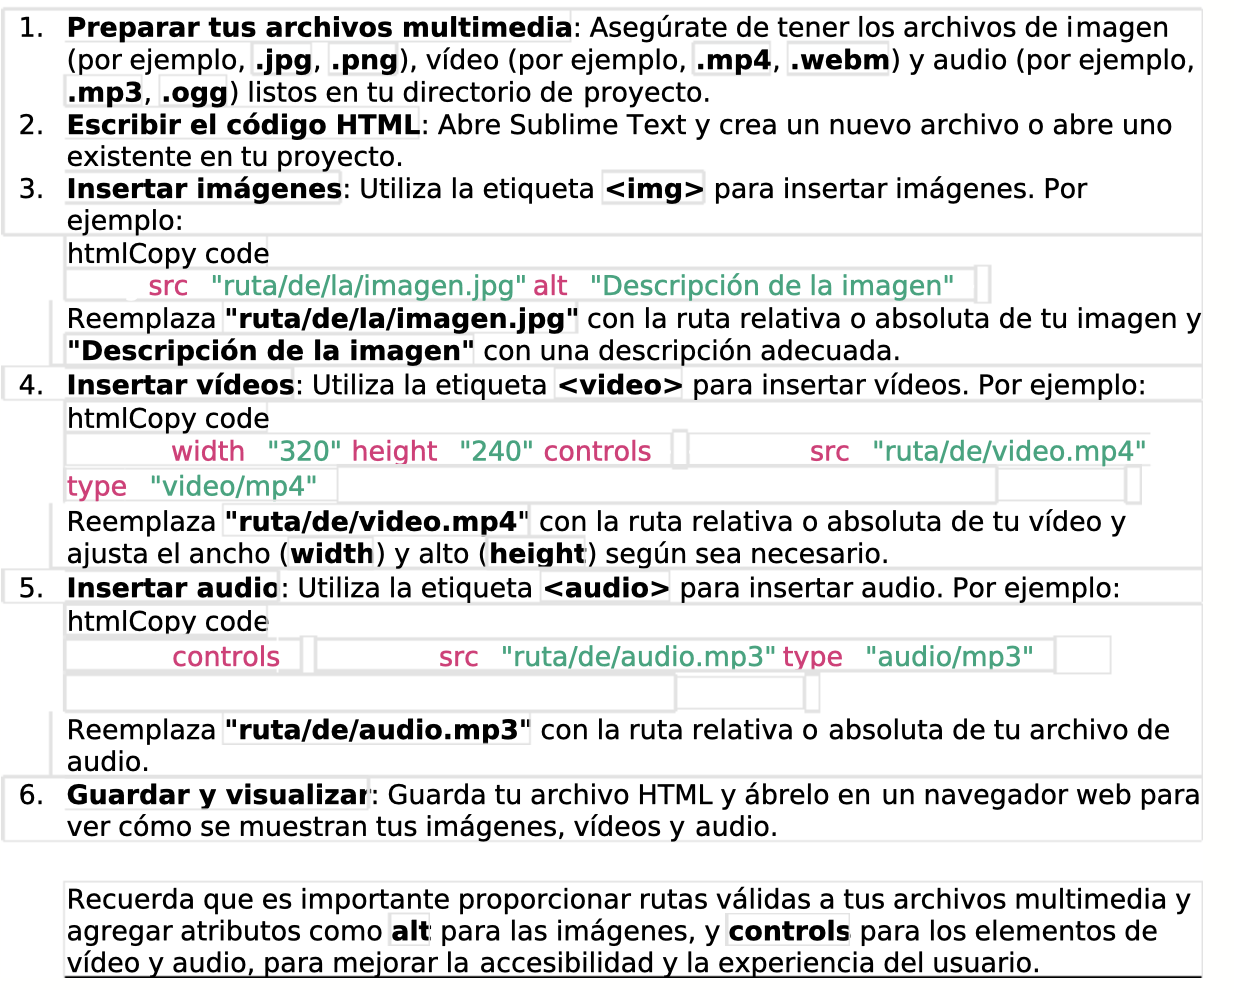 1. Preparar tus archivos multimedia: Asegúrate de tener los archivos de imagen
(por ejemplo, .jpg, .png), vídeo (por ejemplo, .mp4, .webm) y audio (por ejemplo,
.mp3, .ogg) listos en tu directorio de proyecto.
2. Escribir el código HTML: Abre Sublime Text y crea un nuevo archivo o abre uno
existente en tu proyecto.
3. Insertar imágenes: Utiliza la etiqueta <img> para insertar imágenes. Por
ejemplo:
htmlCopy code
src "ruta/de/la/imagen.jpg" alt "Descripción de la imagen"
Reemplaza "ruta/de/la/imagen.jpg" con la ruta relativa o absoluta de tu imagen y
"Descripción de la imagen" con una descripción adecuada.
4. Insertar vídeos: Utiliza la etiqueta <video> para insertar vídeos. Por ejemplo:
htmlCopy code
width "320" height "240" controls src "ruta/de/video.mp4"
type "video/mp4"
Reemplaza "ruta/de/video.mp4" con la ruta relativa o absoluta de tu vídeo y
ajusta el ancho (width) y alto (height) según sea necesario.
5. Insertar audio: Utiliza la etiqueta <audio> para insertar audio. Por ejemplo:
htmlCopy code
controls src "ruta/de/audio.mp3" type "audio/mp3"
Reemplaza "ruta/de/audio.mp3" con la ruta relativa o absoluta de tu archivo de
audio.
6. Guardar y visualizar: Guarda tu archivo HTML y ábrelo en un navegador web para
ver cómo se muestran tus imágenes, vídeos y audio.
Recuerda que es importante proporcionar rutas válidas a tus archivos multimedia y
agregar atributos como alt para las imágenes, y controls para los elementos de
vídeo y audio, para mejorar la accesibilidad y la experiencia del usuario.